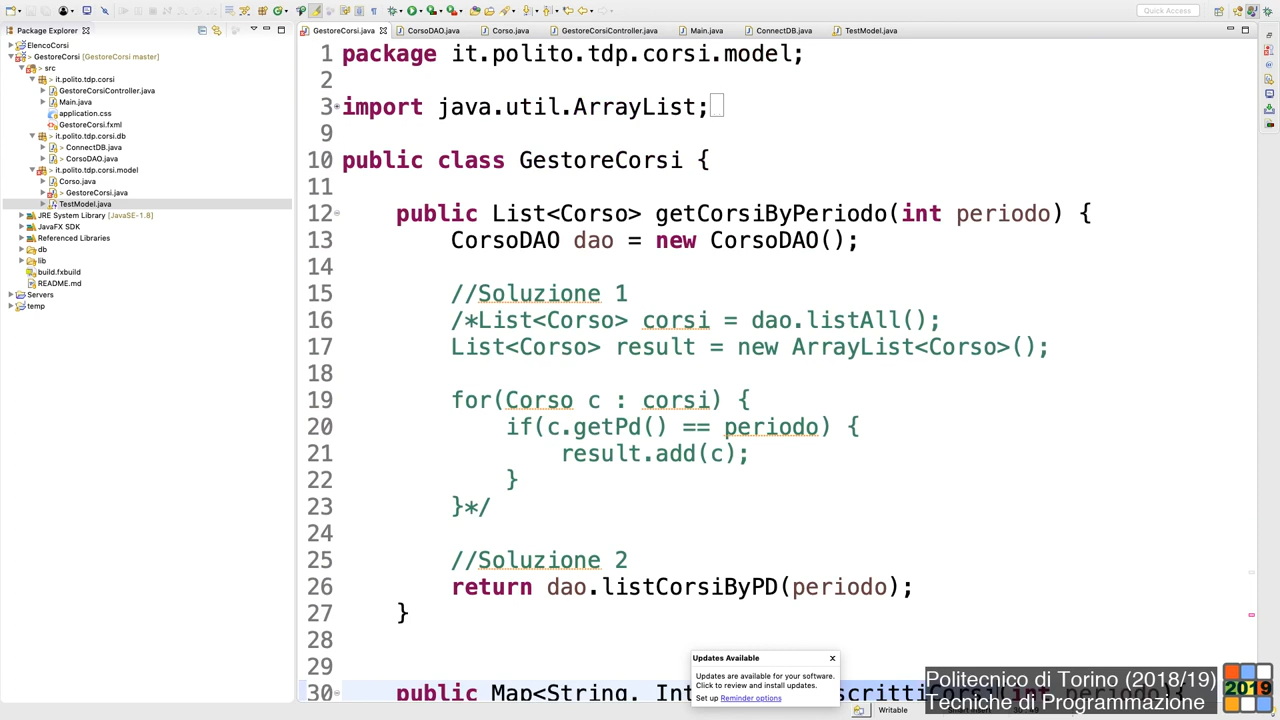 Quick Access
Package Explorer
GestoreCorsi.java
CorsoDAO.java
Corso.java
GestoreCorsiController.java
Main.java
ConnectDB.java
TestModel.java
ElencoCorsi
> GestoreCorsi [GestoreCorsi master]
> src
> it.polito.tdp.corsi
> GestoreCorsiController.java
> Main.java
application.css
> GestoreCorsi.fxml
> it.polito.tdp.corsi.db
> ConnectDB.java
> CorsoDAO.java
> it.polito.tdp.corsi.model
Corso.java
> GestoreCorsi.java
TestModel.java
JRE System Library [JavaSE-1.8]
JavaFX SDK
Referenced Libraries
db
lib
build.fxbuild
README.md
Servers
temp
1 package it.polito.tdp.corsi.model;
2
3 import java.util.ArrayList;
9
10 public class GestoreCorsi {
11
12 public List<Corso> getCorsiByPeriodo(int periodo) {
13 CorsoDAO dao = new CorsoDAO();
14
15 //Soluzione 1
16 /*List<Corso> corsi = dao.listAll();
17 List<Corso> result = new ArrayList<Corso>();
18
19 for(Corso c : corsi) {
20 if(c.getPd() == periodo) {
21 result.add(c);
22 }
23 }*/
24
25 //Soluzione 2
26 return dao.listCorsiByPD(periodo);
27 }
28
29
30 public Map<String, Int
Updates Available
Updates are available for your software.
Click to review and install updates.
Set up Reminder options
Writable
Politecnico di Torino (2018/19)
Tecniche di Programmazione
2019